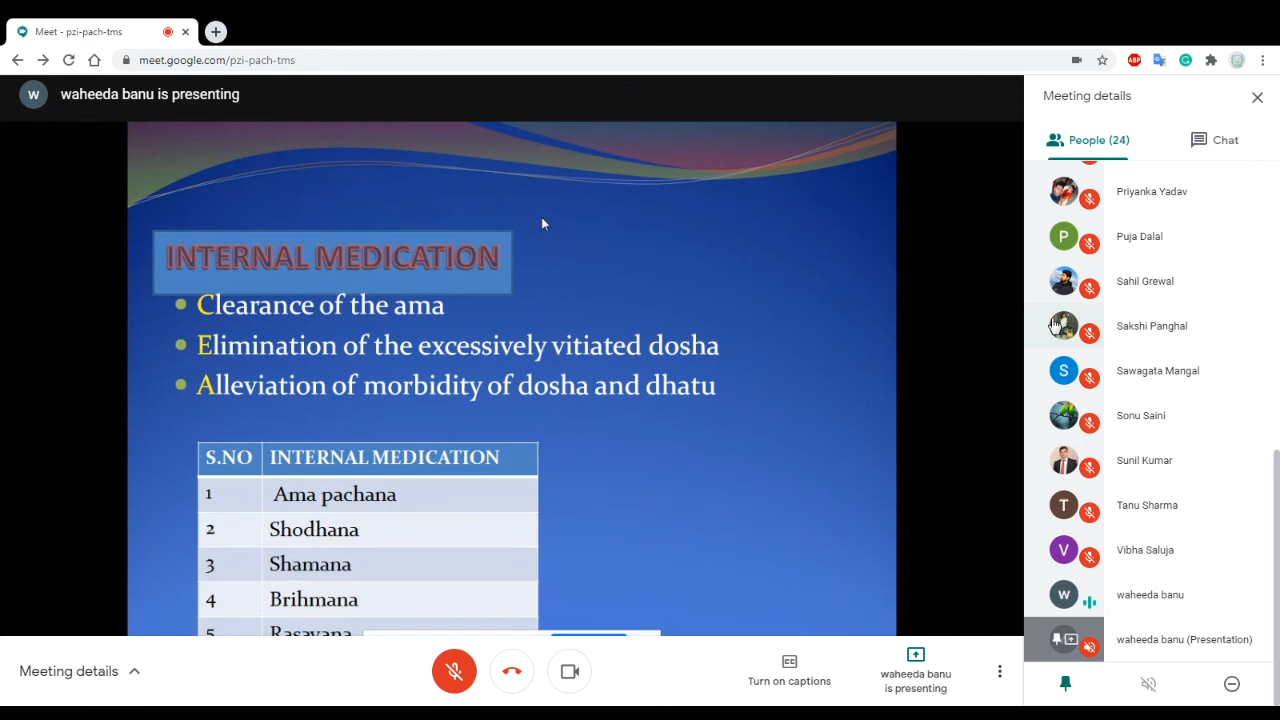 Meet - pzi-pach-tms
meet.google.com/pzi-pach-tms
ABP
W
waheeda banu is presenting
INTERNAL MEDICATION
Clearance of the ama
Elimination of the excessively vitiated dosha
Alleviation of morbidity of dosha and dhatu
S.NO INTERNAL MEDICATION
1 Ama pachana
2 Shodhana
3 Shamana
4 Brihmana
5 Rasayana
Meeting details
People (24) Chat
Priyanka Yadav
P Puja Dalal
Sahil Grewal
Sakshi Panghal
S Sawagata Mangal
Sonu Saini
Sunil Kumar
T Tanu Sharma
V Vibha Saluja
W waheeda banu
waheeda banu (Presentation)
Meeting details
Turn on captions
waheeda banu
is presenting